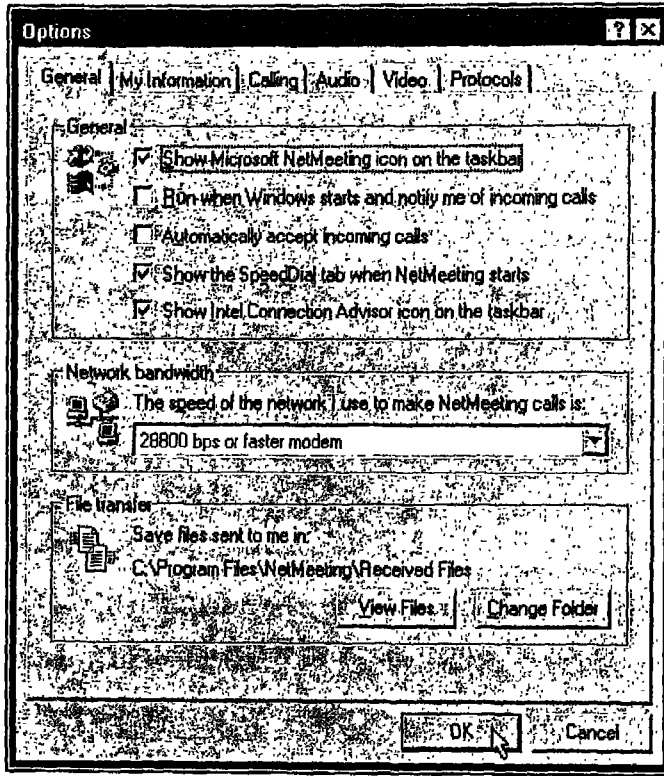 Options
General My Information Calling Audio Video Protocols
General
Show Microsoft NetMeeting icon on the taskbar
Run when Windows starts and notify me of incoming calls
Automatically accept incoming calls
Show the SpeedDial tab when NetMeeting starts
Show Intel Connection Advisor icon on the taskbar
Network bandwidth
The speed of the network I use to make NetMeeting calls is:
28800 bps or faster modem
File transfer
Save files sent to me in:
C:\Program Files\NetMeeting\Received Files
View Files Change Folder
OK Cancel